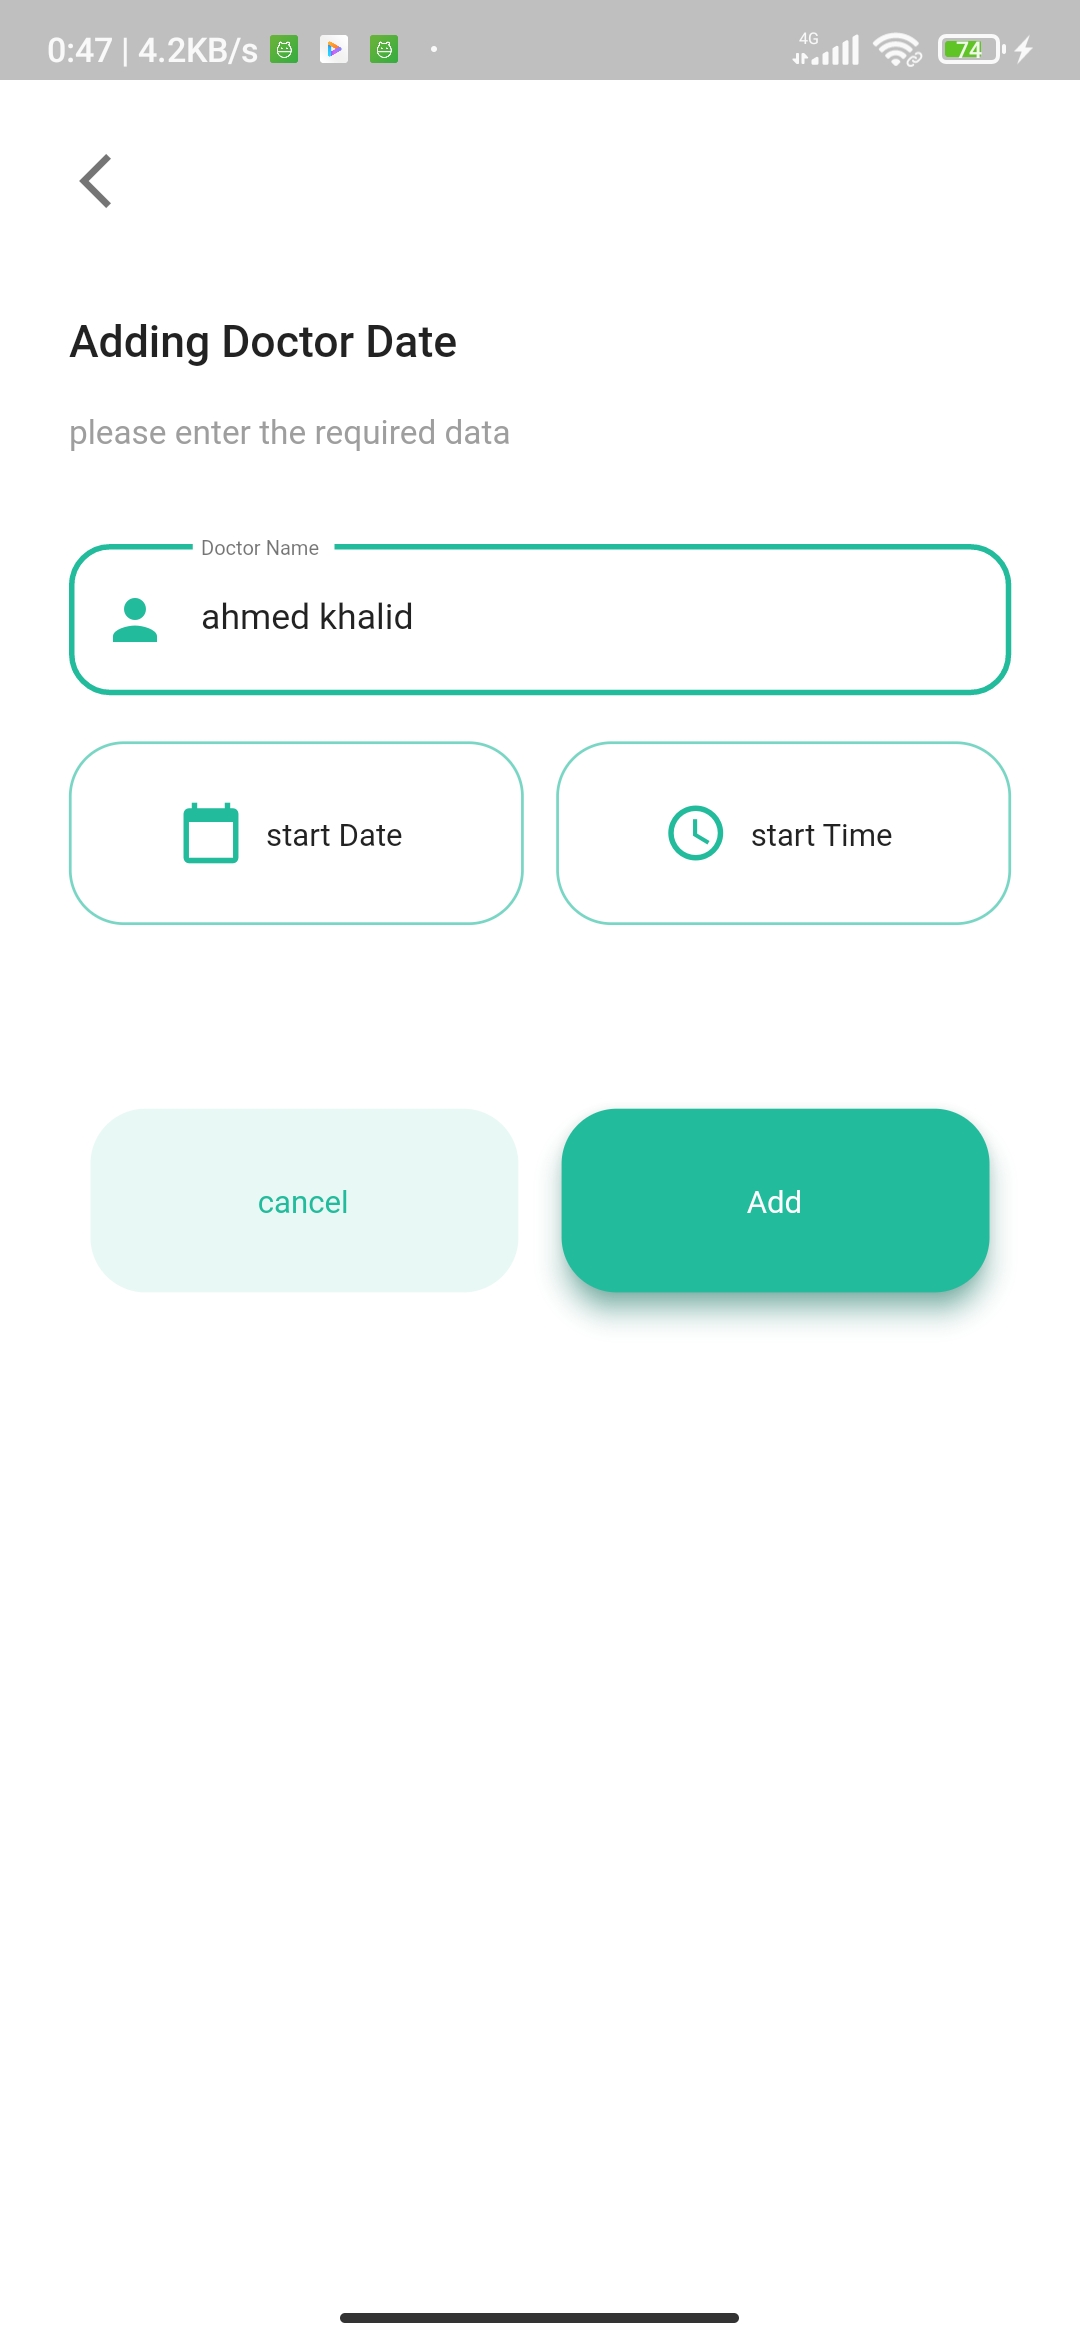 0:47 | 4.2KB/s
4G
74
Adding Doctor Date
please enter the required data
Doctor Name
ahmed khalid
start Date
start Time
cancel
Add